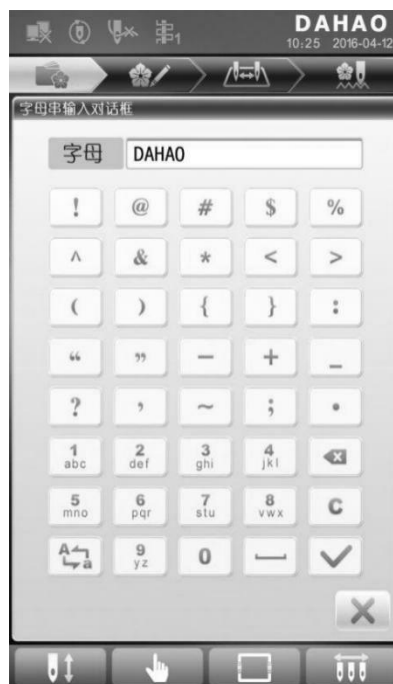 DAHAO
1
10:25 2016-04-12
字母串输入对话框
字母 DAHAO
! @ # $ %
^ & * < >
( ) { } :
“ ” — + _
? , ~ ; •
1 2 3 4
abc def ghi jkl
5 6 7 8 C
mno pqr stu vwx
A a 9 0
yz